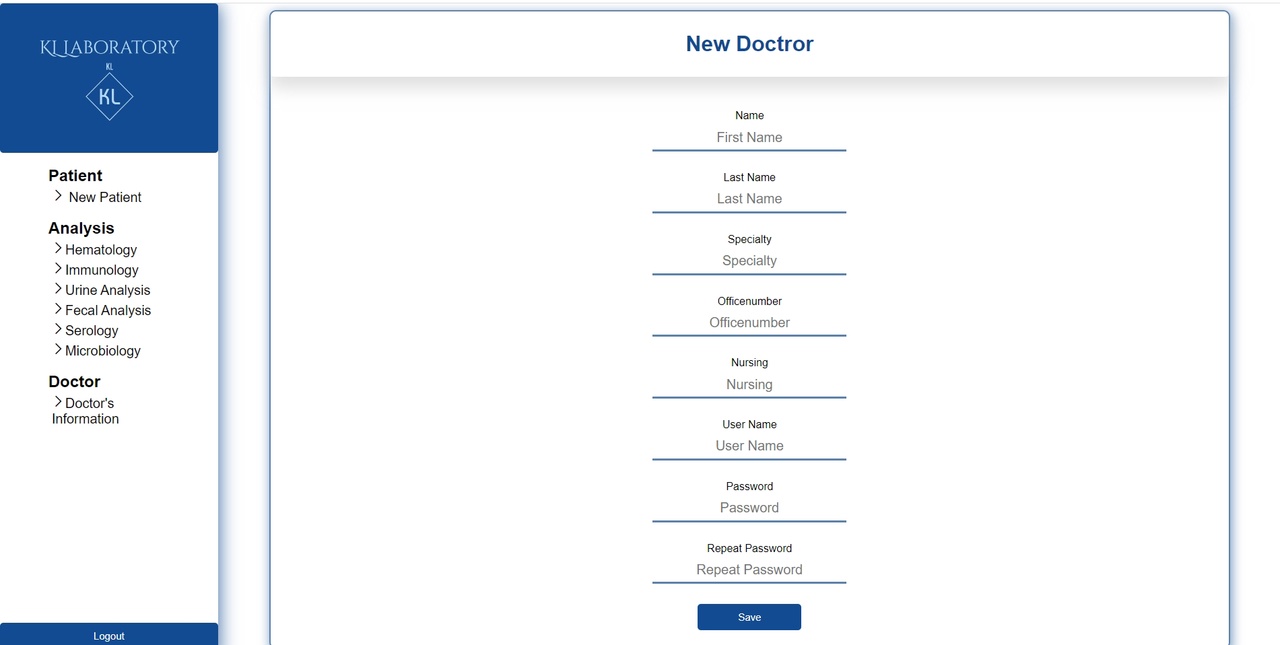 KL LABORATORY
KL
KL
Patient
New Patient
Analysis
Hematology
Immunology
Urine Analysis
Fecal Analysis
Serology
Microbiology
Doctor
Doctor's
Information
Logout
New Doctror
Name
First Name
Last Name
Last Name
Specialty
Specialty
Officenumber
Officenumber
Nursing
Nursing
User Name
User Name
Password
Password
Repeat Password
Repeat Password
Save